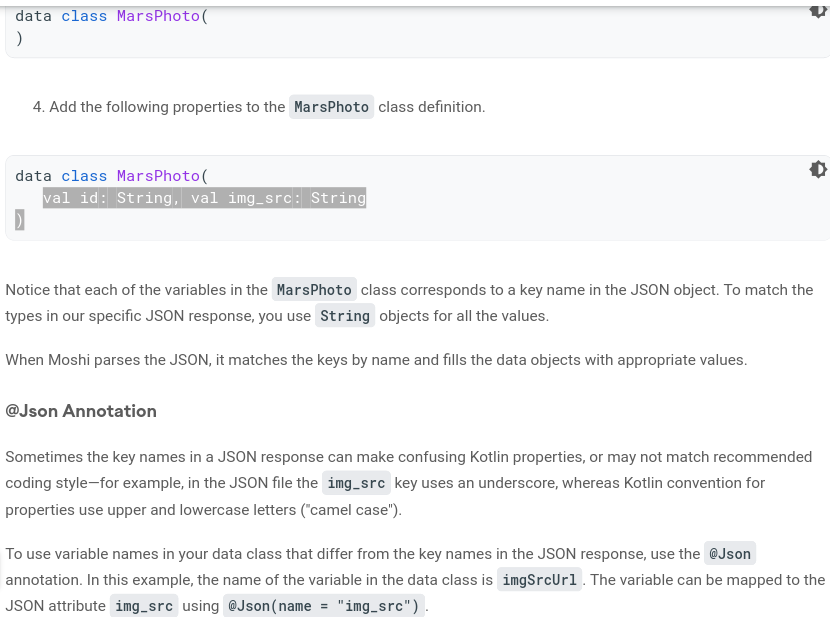 data class MarsPhoto(
)
4. Add the following properties to the MarsPhoto class definition.
data class MarsPhoto(
val id: String, val img_src: String
)
Notice that each of the variables in the MarsPhoto class corresponds to a key name in the JSON object. To match the
types in our specific JSON response, you use String objects for all the values.
When Moshi parses the JSON, it matches the keys by name and fills the data objects with appropriate values.
@Json Annotation
Sometimes the key names in a JSON response can make confusing Kotlin properties, or may not match recommended
coding style—for example, in the JSON file the img_src key uses an underscore, whereas Kotlin convention for
properties use upper and lowercase letters ("camel case").
To use variable names in your data class that differ from the key names in the JSON response, use the @Json
annotation. In this example, the name of the variable in the data class is imgSrcUrl. The variable can be mapped to the
JSON attribute img_src using @Json(name = "img_src").